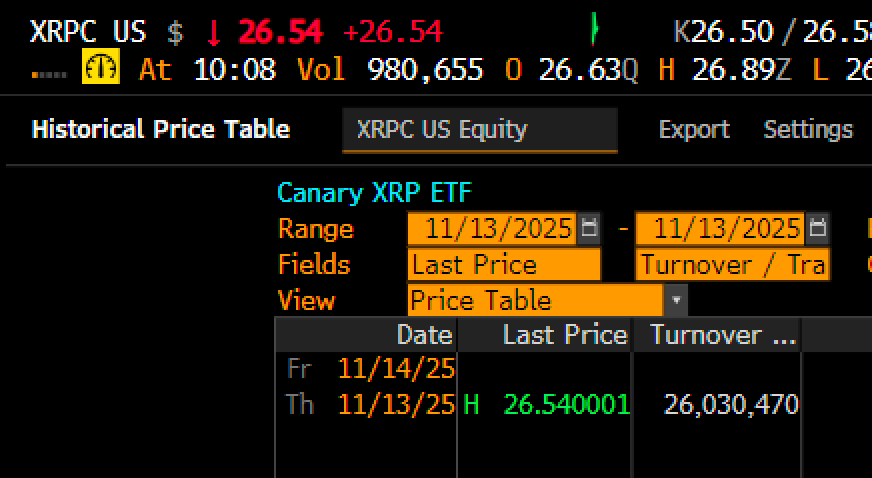 XRPC US $ ↓ 26.54 +26.54 K26.50 / 26.5
At 10:08 Vol 980,655 O 26.63Q H 26.89Z L 26
Historical Price Table XRPC US Equity Export Settings
Canary XRP ETF
Range 11/13/2025 - 11/13/2025
Fields Last Price Turnover / Tra
View Price Table
Date Last Price Turnover ...
Fr 11/14/25
Th 11/13/25 H 26.540001 26,030,470